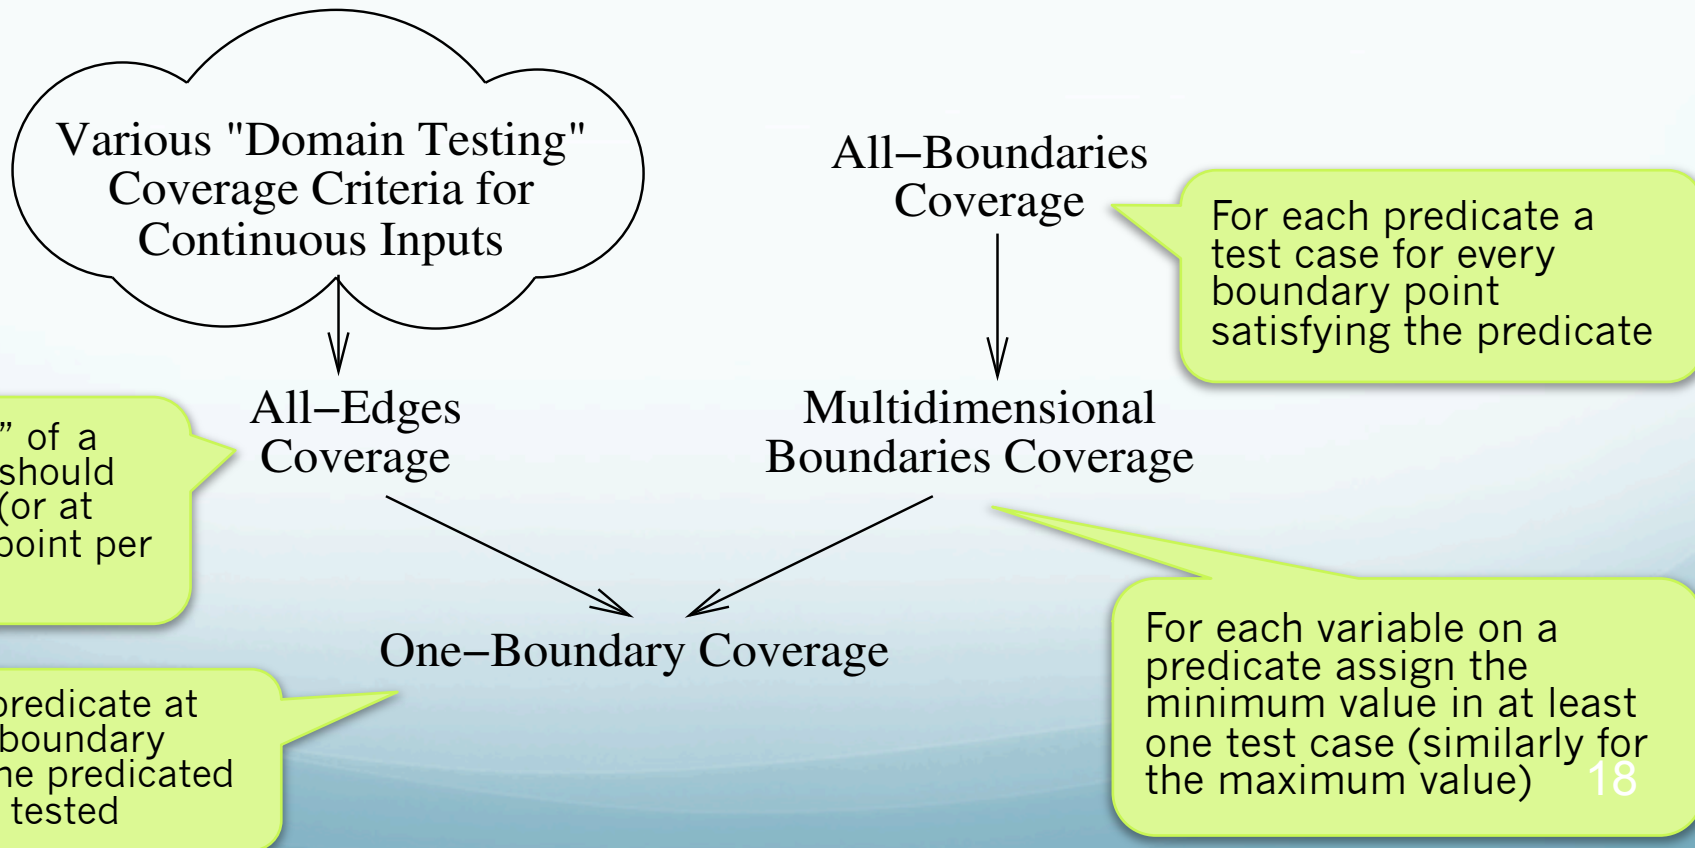 Various "Domain Testing"
Coverage Criteria for
Continuous Inputs
All−Boundaries
Coverage
For each predicate a
test case for every
boundary point
satisfying the predicate
” of a
should
(or at
point per
All−Edges
Coverage
Multidimensional
Boundaries Coverage
One−Boundary Coverage
predicate at
boundary
he predicated
tested
For each variable on a
predicate assign the
minimum value in at least
one test case (similarly for
the maximum value)
18